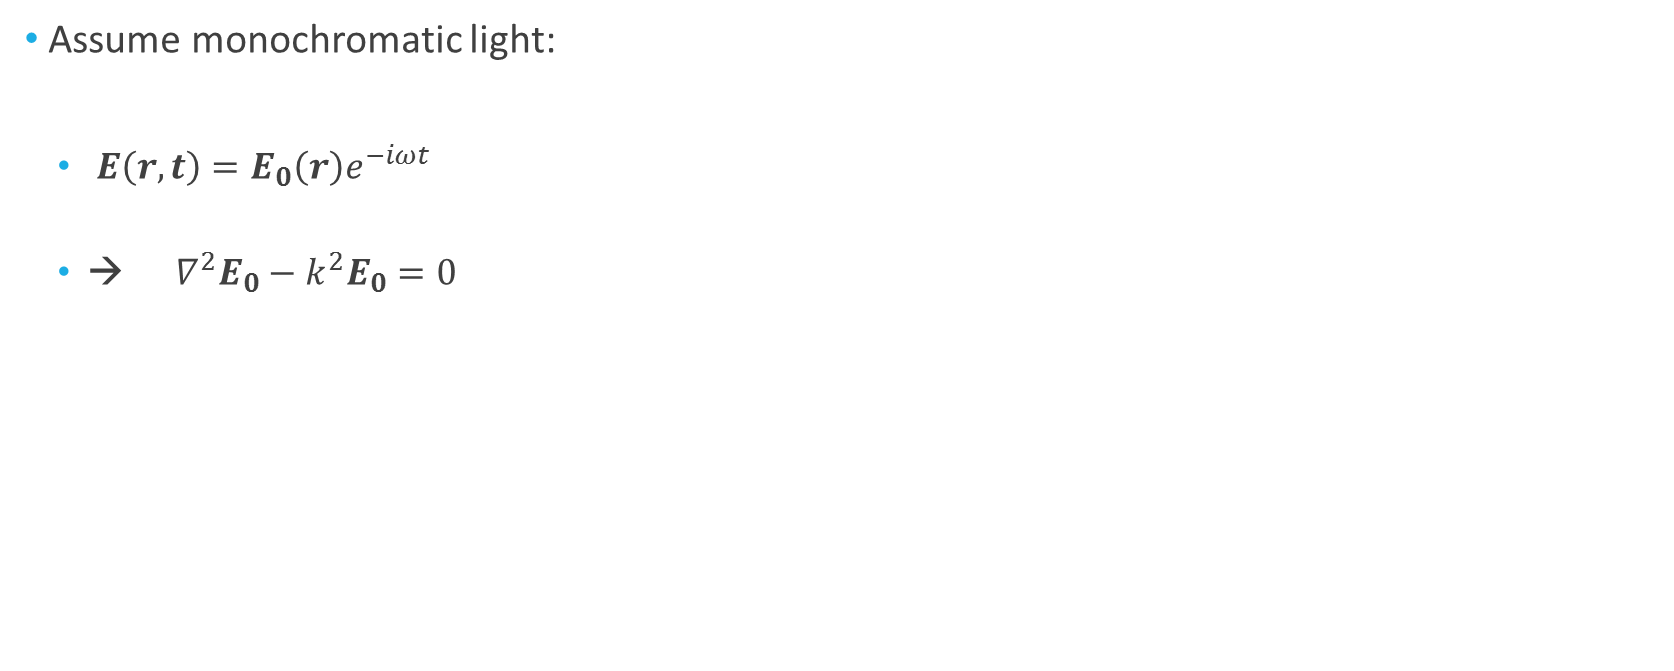 • Assume monochromatic light:
• 𝑬(𝒓, 𝒕) = 𝑬𝟎(𝒓)𝑒^−𝑖𝜔𝑡
• → ∇²𝑬𝟎 − 𝑘²𝑬𝟎 = 0